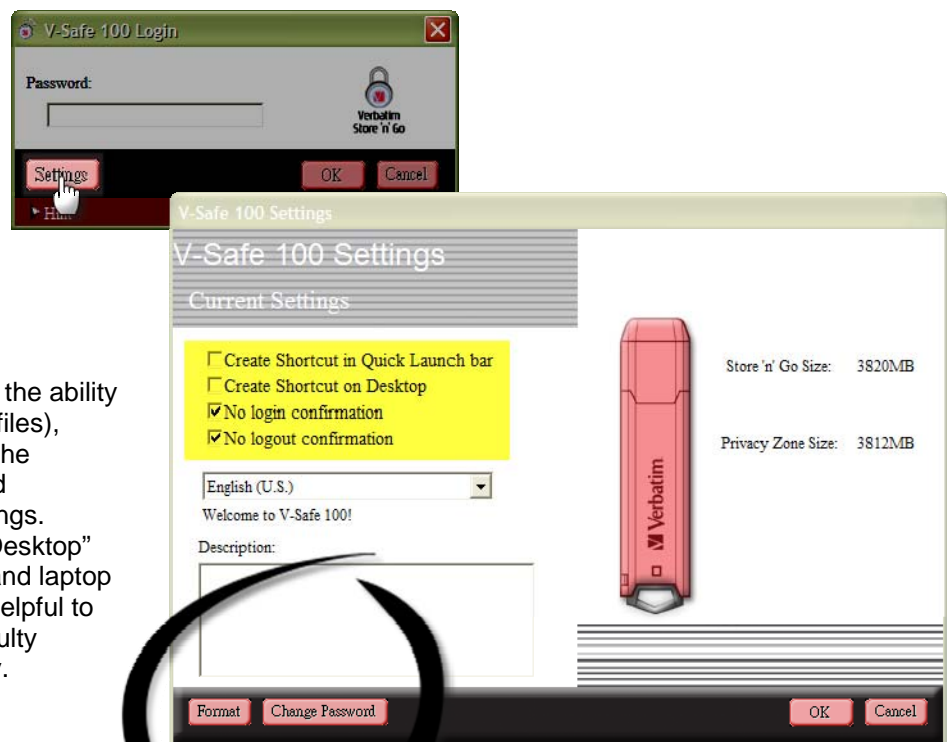 V-Safe 100 Login
Password:
Verbatim
Store 'n' Go
Settings
OK Cancel
V-Safe 100 Settings
V-Safe 100 Settings
Current Settings
Create Shortcut in Quick Launch bar
Create Shortcut on Desktop
No login confirmation
No logout confirmation
English (U.S.)
Welcome to V-Safe 100!
Description:
Store 'n' Go Size: 3820MB
Privacy Zone Size: 3812MB
Verbatim
Format Change Password
OK Cancel
the ability
files),
he
d
ngs.
Desktop”
and laptop
elpful to
ulty